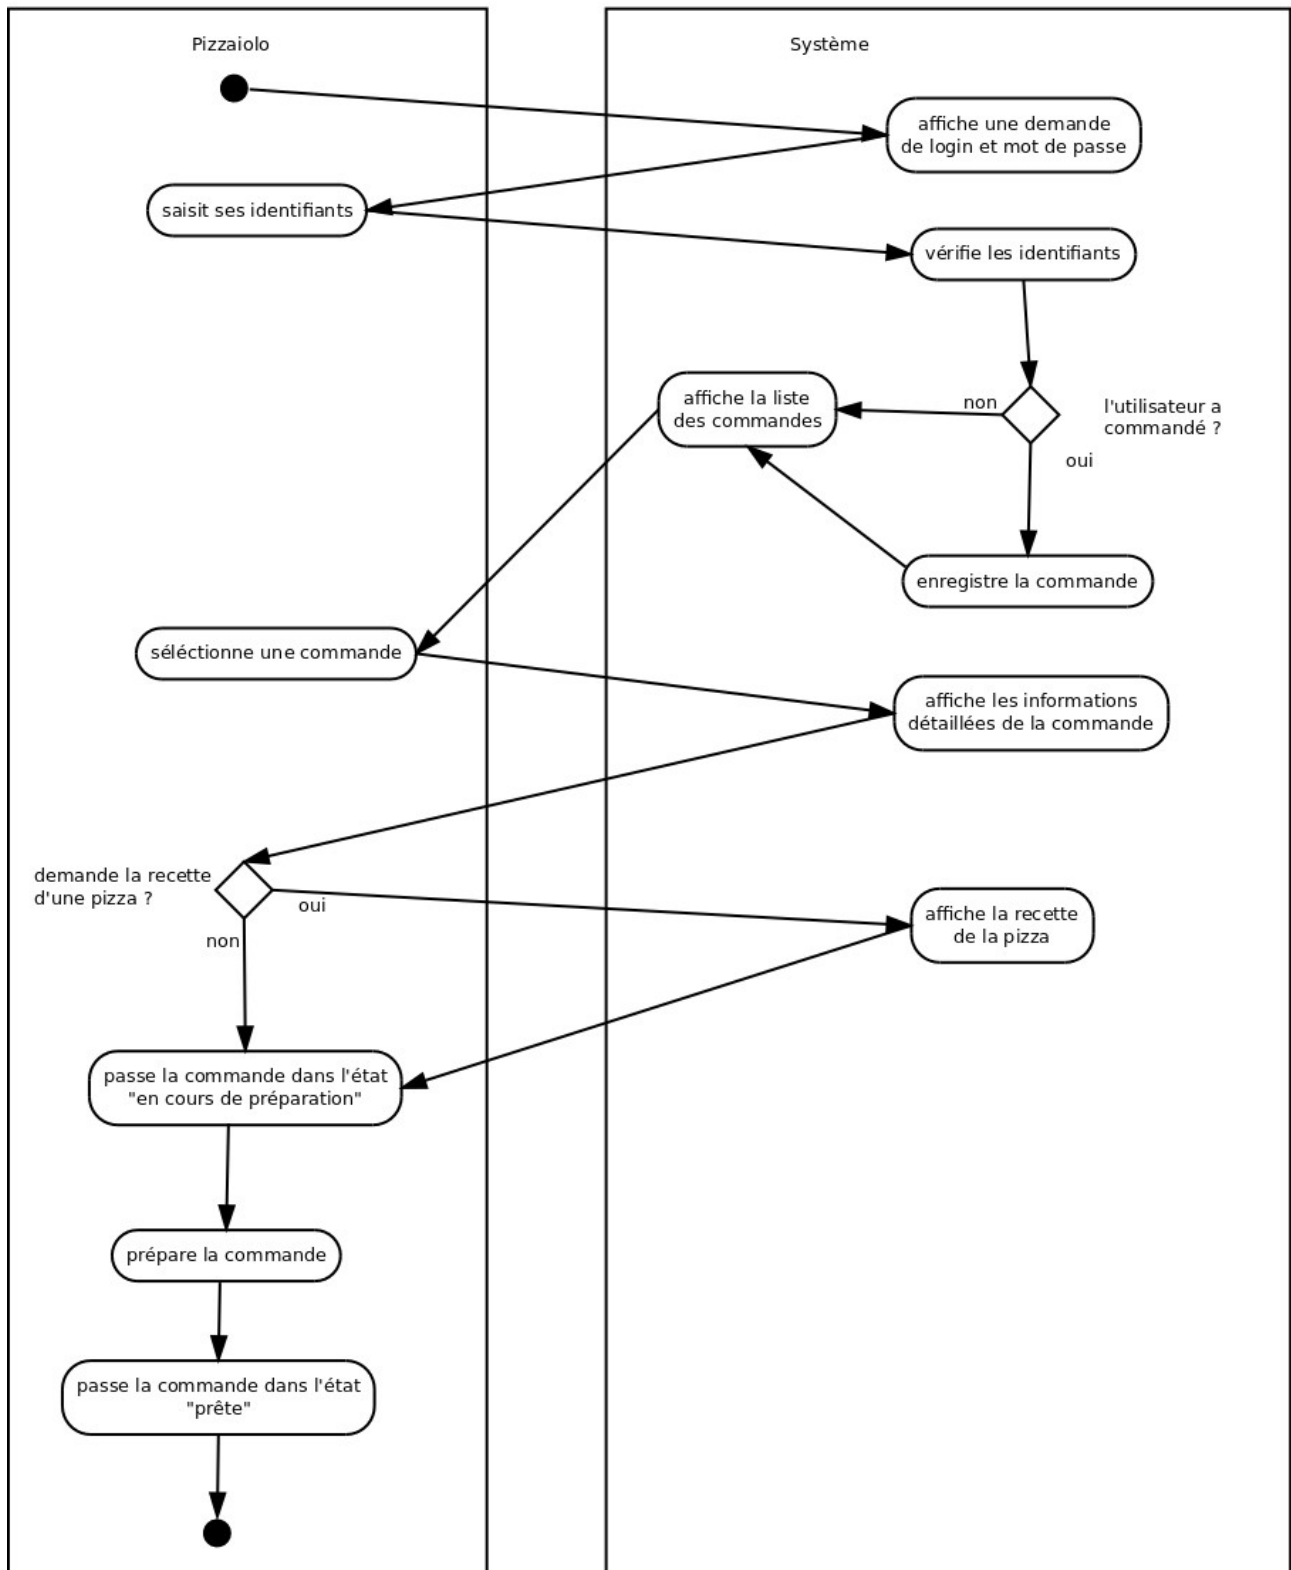 Pizzaiolo
Système
affiche une demande
de login et mot de passe
saisit ses identifiants
vérifie les identifiants
affiche la liste
des commandes
non
l'utilisateur a
commandé ?
oui
enregistre la commande
séléctionne une commande
affiche les informations
détaillées de la commande
demande la recette
d'une pizza ?
oui
non
affiche la recette
de la pizza
passe la commande dans l'état
"en cours de préparation"
prépare la commande
passe la commande dans l'état
"prête"